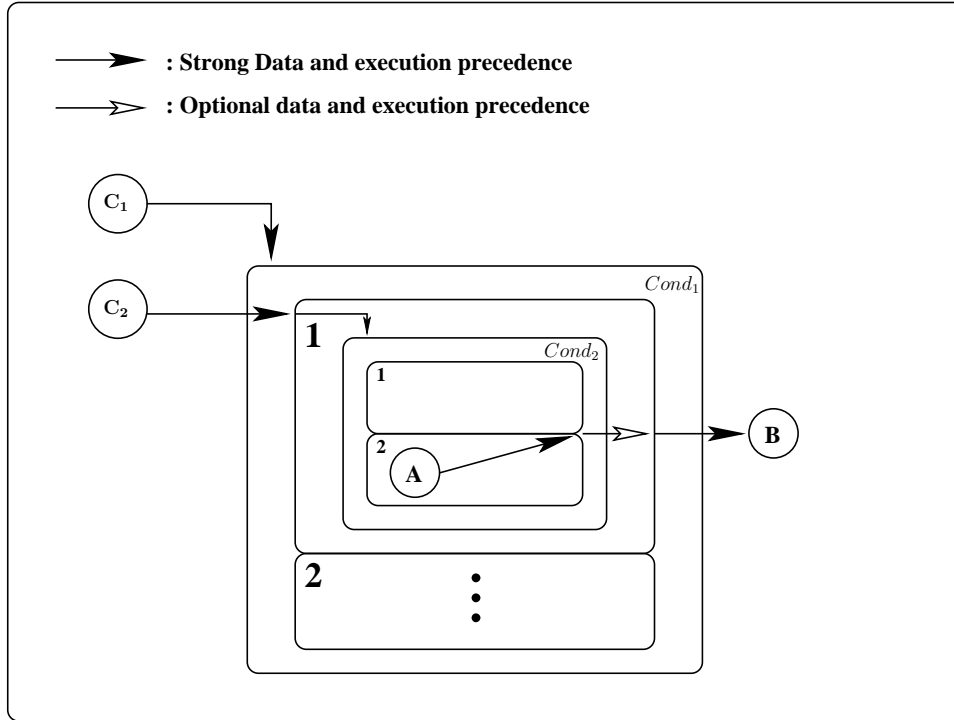 : Strong Data and execution precedence
: Optional data and execution precedence
C₁
Cond₁
C₂
1
Cond₂
1
2
A
B
2